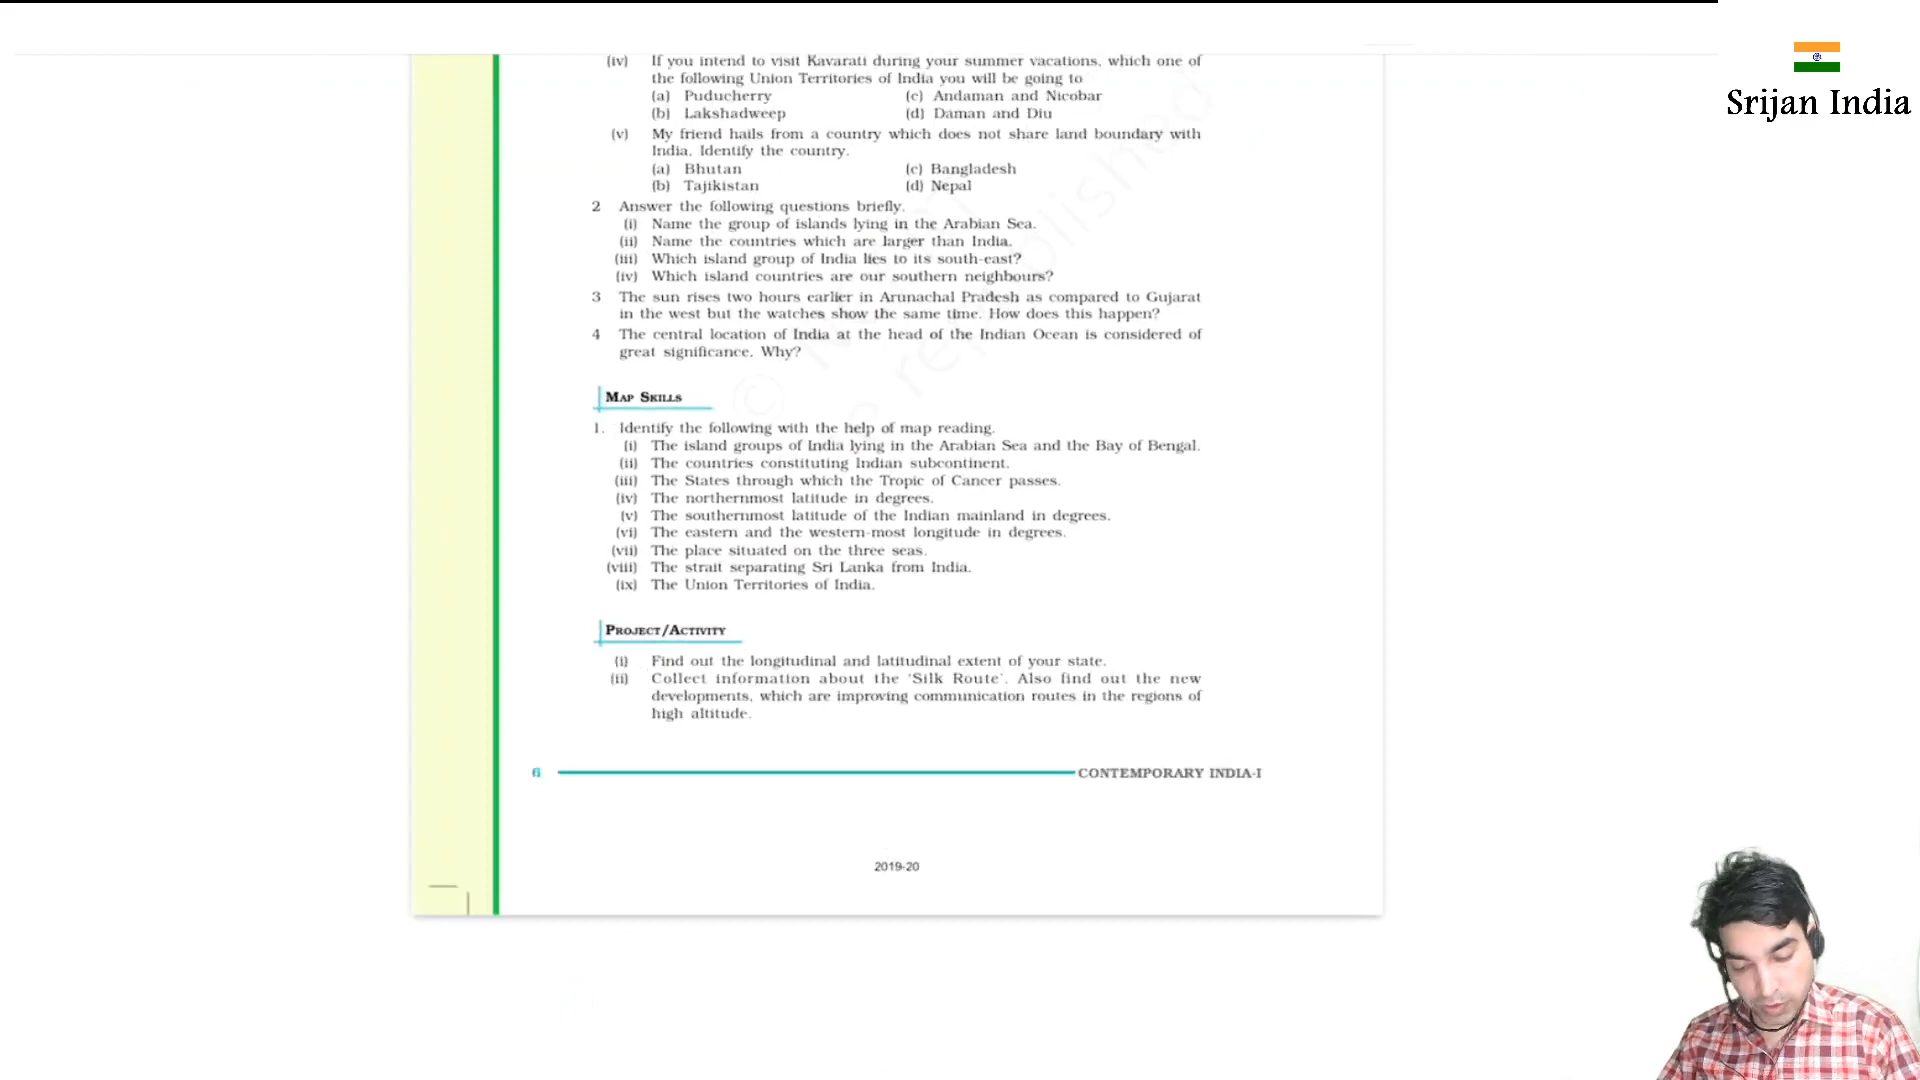 Srijan India
(iv) If you intend to visit Kavarati during your summer vacations, which one of
the following Union Territories of India you will be going to
(a) Puducherry (c) Andaman and Nicobar
(b) Lakshadweep (d) Daman and Diu
(v) My friend hails from a country which does not share land boundary with
India. Identify the country.
(a) Bhutan (c) Bangladesh
(b) Tajikistan (d) Nepal
2 Answer the following questions briefly.
(i) Name the group of islands lying in the Arabian Sea.
(ii) Name the countries which are larger than India.
(iii) Which island group of India lies to its south-east?
(iv) Which island countries are our southern neighbours?
3 The sun rises two hours earlier in Arunachal Pradesh as compared to Gujarat
in the west but the watches show the same time. How does this happen?
4 The central location of India at the head of the Indian Ocean is considered of
great significance. Why?
MAP SKILLS
1. Identify the following with the help of map reading.
(i) The island groups of India lying in the Arabian Sea and the Bay of Bengal.
(ii) The countries constituting Indian subcontinent.
(iii) The States through which the Tropic of Cancer passes.
(iv) The northernmost latitude in degrees.
(v) The southernmost latitude of the Indian mainland in degrees.
(vi) The eastern and the western-most longitude in degrees.
(vii) The place situated on the three seas.
(viii) The strait separating Sri Lanka from India.
(ix) The Union Territories of India.
PROJECT/ACTIVITY
(i) Find out the longitudinal and latitudinal extent of your state.
(ii) Collect information about the 'Silk Route'. Also find out the new
developments, which are improving communication routes in the regions of
high altitude.
6 CONTEMPORARY INDIA-I
2019-20